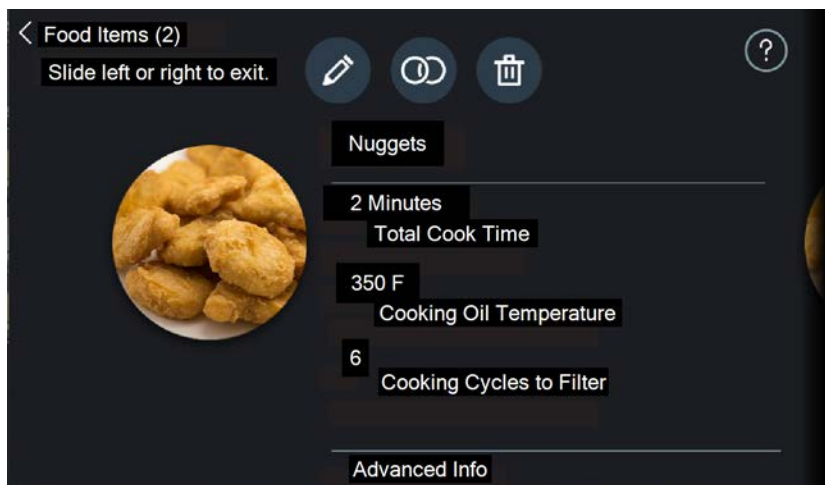 Food Items (2)
Slide left or right to exit.
?
Nuggets
2 Minutes
Total Cook Time
350 F
Cooking Oil Temperature
6
Cooking Cycles to Filter
Advanced Info